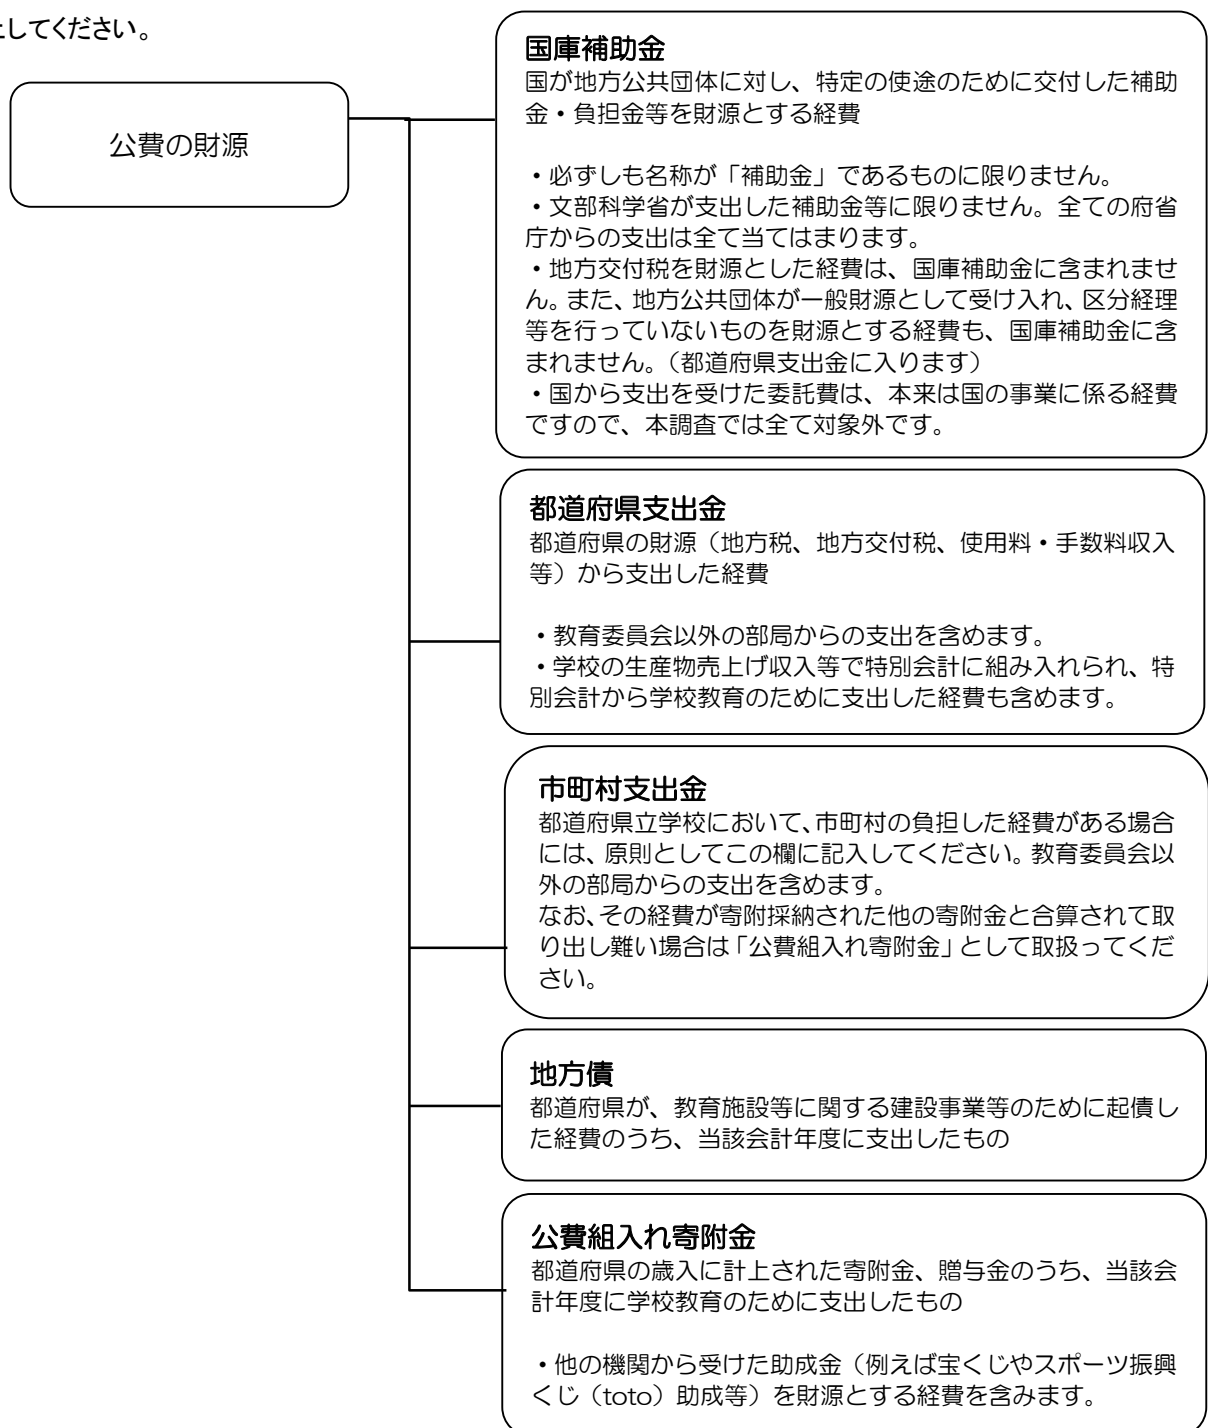 してください。
公費の財源
国庫補助金
国が地方公共団体に対し、特定の使途のために交付した補助
金・負担金等を財源とする経費
・必ずしも名称が「補助金」であるものに限りません。
・文部科学省が支出した補助金等に限りません。全ての府省
庁からの支出は全て当てはまります。
・地方交付税を財源とした経費は、国庫補助金に含まれませ
ん。また、地方公共団体が一般財源として受け入れ、区分経理
等を行っていないものを財源とする経費も、国庫補助金に含
まれません。（都道府県支出金に入ります）
・国から支出を受けた委託費は、本来は国の事業に係る経費
ですので、本調査では全て対象外です。
都道府県支出金
都道府県の財源（地方税、地方交付税、使用料・手数料収入
等）から支出した経費
・教育委員会以外の部局からの支出を含めます。
・学校の生産物売上げ収入等で特別会計に組み入れられ、特
別会計から学校教育のために支出した経費も含めます。
市町村支出金
都道府県立学校において、市町村の負担した経費がある場合
には、原則としてこの欄に記入してください。教育委員会以
外の部局からの支出を含めます。
なお、その経費が寄附採納された他の寄附金と合算されて取
り出し難い場合は「公費組入れ寄附金」として取扱ってくだ
さい。
地方債
都道府県が、教育施設等に関する建設事業等のために起債し
た経費のうち、当該会計年度に支出したもの
公費組入れ寄附金
都道府県の歳入に計上された寄附金、贈与金のうち、当該会
計年度に学校教育のために支出したもの
・他の機関から受けた助成金（例えば宝くじやスポーツ振興
くじ（toto）助成等）を財源とする経費を含みます。